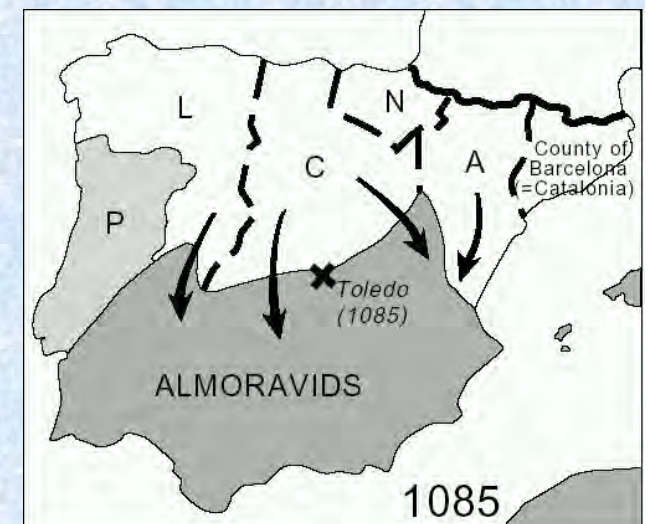 L
N
C
A
County of
Barcelona
(=Catalonia)
P
Toledo
(1085)
ALMORAVIDS
1085